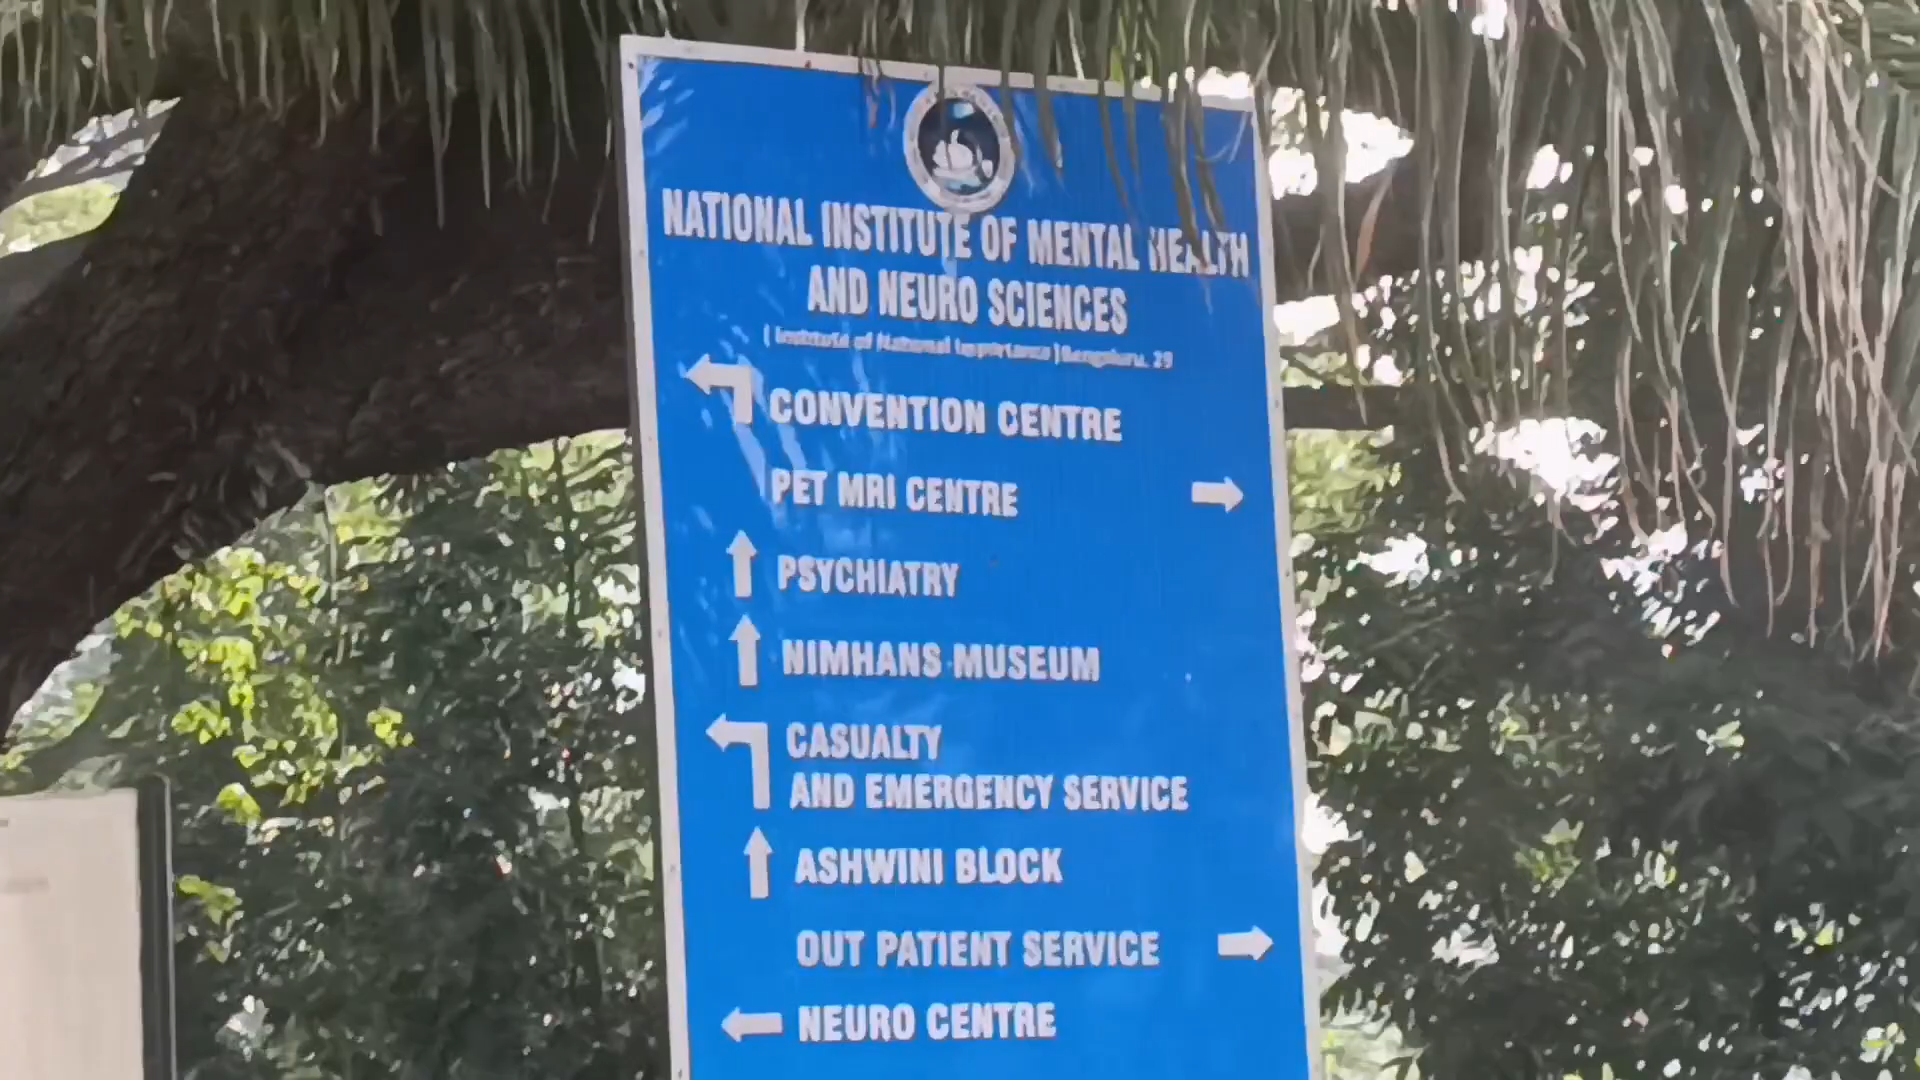 NATIONAL INSTITUTE OF MENTAL HEALTH
AND NEURO SCIENCES
( Institute of National Importance ) Bengaluru. 29
CONVENTION CENTRE
PET MRI CENTRE
PSYCHIATRY
NIMHANS MUSEUM
CASUALTY
AND EMERGENCY SERVICE
ASHWINI BLOCK
OUT PATIENT SERVICE
NEURO CENTRE